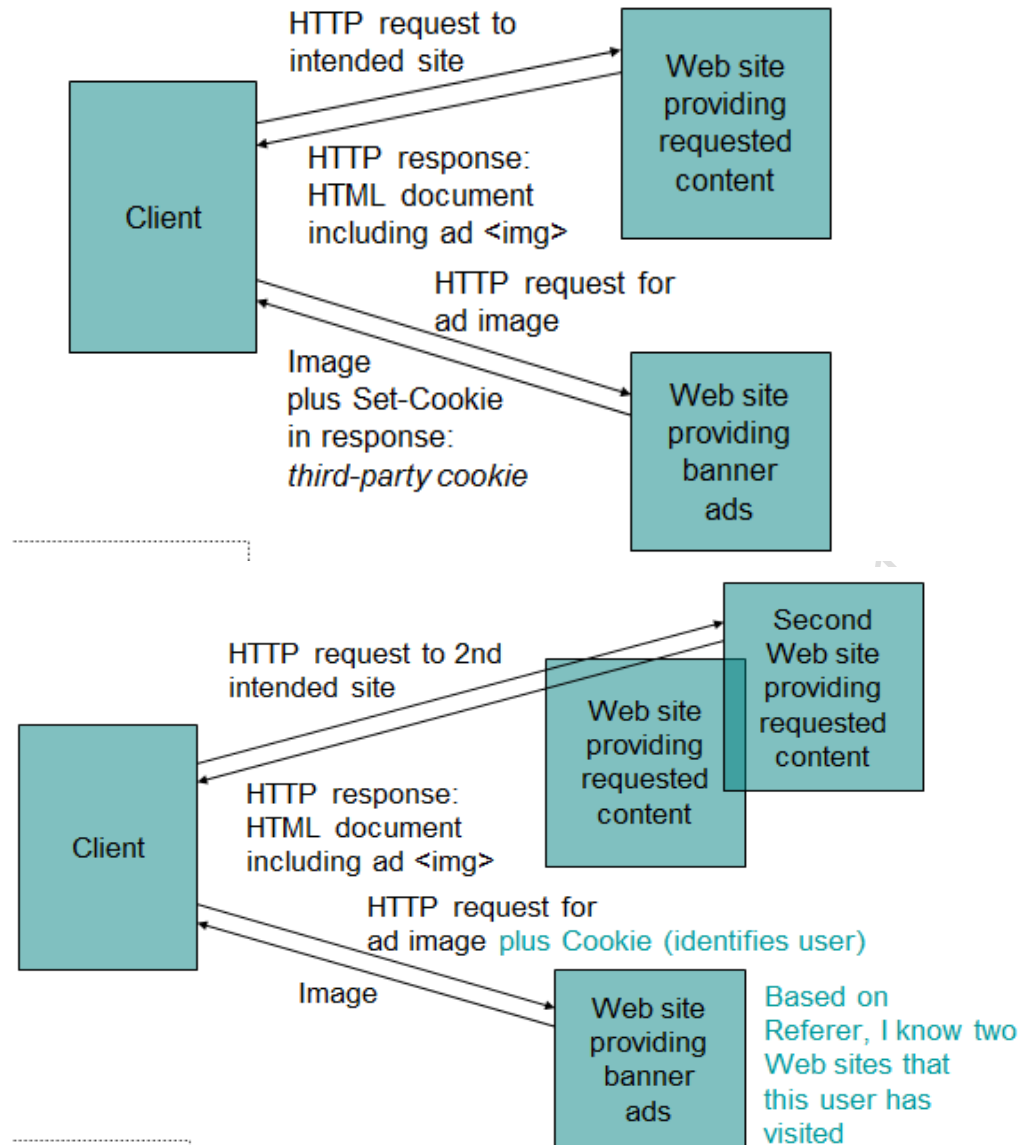 HTTP request to
intended site
Web site
providing
requested
content
Client
HTTP response:
HTML document
including ad <img>
HTTP request for
ad image
Image
plus Set-Cookie
in response:
third-party cookie
Web site
providing
banner
ads
HTTP request to 2nd
intended site
Second
Web site
providing
requested
content
Web site
providing
requested
content
Client
HTTP response:
HTML document
including ad <img>
HTTP request for
ad image plus Cookie (identifies user)
Image
Web site
providing
banner
ads
Based on
Referer, I know two
Web sites that
this user has
visited